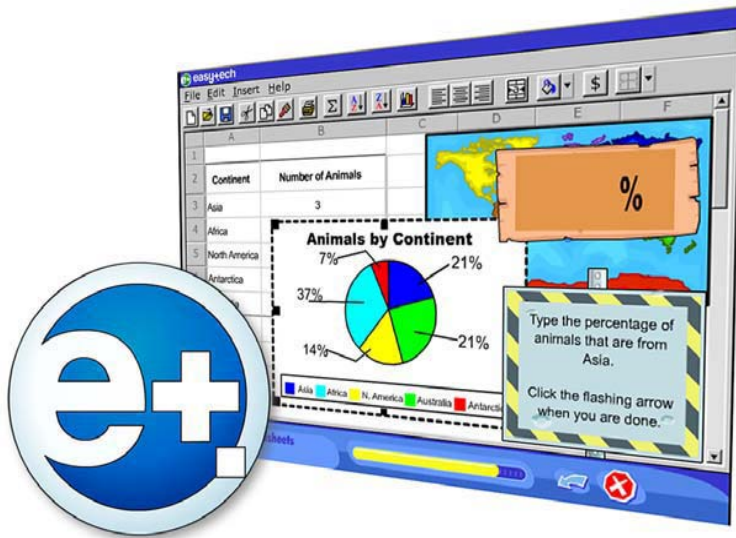 easytech
File Edit Insert Help
Σ
$
A B C D E F
1
2 Continent Number of Animals
3 Asia 3
4 Africa
5 North America
Antarctica
%
Animals by Continent
7%
21%
37%
21%
14%
Asia Africa N. America Australia
Type the percentage of
animals that are from
Asia.
Click the flashing arrow
when you are done.
e+.